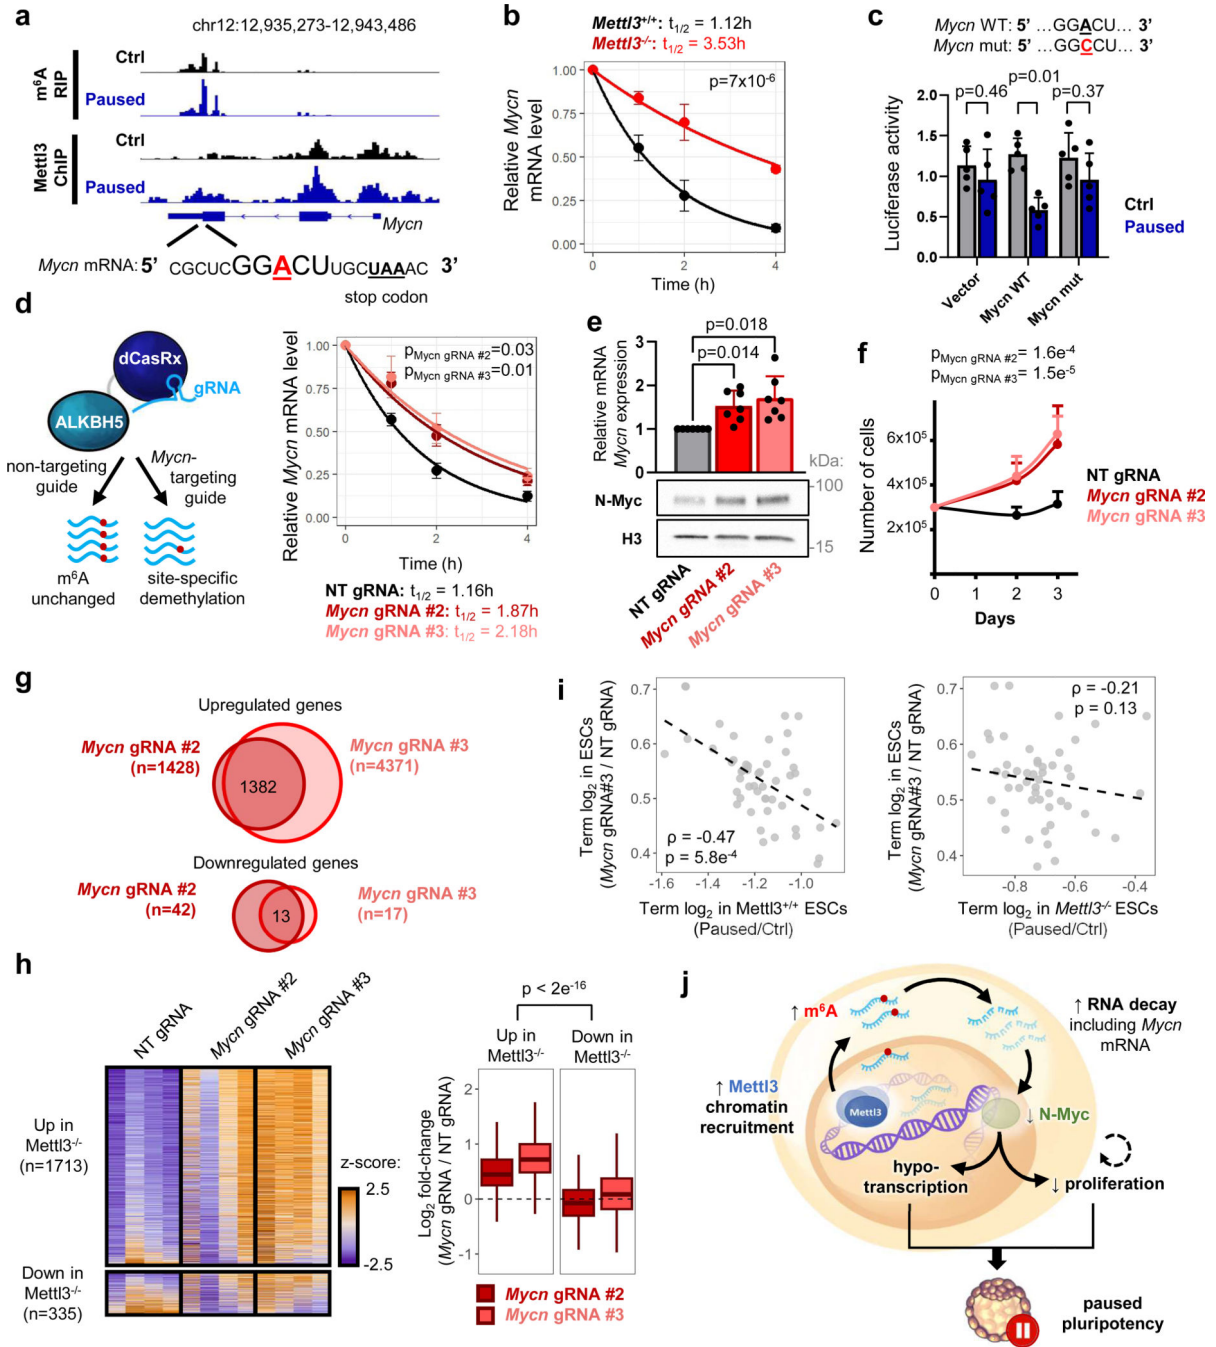 a
chr12:12,935,273-12,943,486
m⁶A RIP
Ctrl
Paused
Mettl3 ChIP
Ctrl
Paused
Mycn
Mycn mRNA: 5’ CGCUCGGACUUGCUAAAC 3’
stop codon
b
Mettl3⁺/⁺: t₁/₂ = 1.12h
Mettl3⁻/⁻: t₁/₂ = 3.53h
p=7x10⁻⁶
Relative Mycn
mRNA level
1.00
0.75
0.50
0.25
0.00
0
2
4
Time (h)
c
Mycn WT: 5’ ...GGACU... 3’
Mycn mut: 5’ ...GGCCU... 3’
p=0.46
p=0.01
p=0.37
Luciferase activity
2.0
1.5
1.0
0.5
0.0
Ctrl
Paused
Vector
Mycn WT
Mycn mut
d
dCasRx
gRNA
ALKBH5
non-targeting
guide
Mycn-
targeting
guide
m⁶A
unchanged
site-specific
demethylation
Relative Mycn mRNA level
1.00
0.75
0.50
0.25
0.00
pMycn gRNA #2=0.03
pMycn gRNA #3=0.01
0
2
4
Time (h)
NT gRNA: t₁/₂ = 1.16h
Mycn gRNA #2: t₁/₂ = 1.87h
Mycn gRNA #3: t₁/₂ = 2.18h
e
p=0.018
p=0.014
Relative mRNA
Mycn expression
3
2
1
0
kDa:
N-Myc
100
H3
15
NT gRNA
Mycn gRNA #2
Mycn gRNA #3
f
pMycn gRNA #2= 1.6e⁻⁴
pMycn gRNA #3= 1.5e⁻⁵
Number of cells
6x10⁵
4x10⁵
2x10⁵
NT gRNA
Mycn gRNA #2
Mycn gRNA #3
0
1
2
3
Days
g
Upregulated genes
Mycn gRNA #2
(n=1428)
1382
Mycn gRNA #3
(n=4371)
Downregulated genes
Mycn gRNA #2
(n=42)
13
Mycn gRNA #3
(n=17)
h
NT gRNA
Mycn gRNA #2
Mycn gRNA #3
Up in
Mettl3⁻/⁻
(n=1713)
Down in
Mettl3⁻/⁻
(n=335)
z-score:
2.5
-2.5
p < 2e⁻¹⁶
Up in
Mettl3⁻/⁻
Down in
Mettl3⁻/⁻
Log₂ fold-change
(Mycn gRNA / NT gRNA)
2
1
0
-1
Mycn gRNA #2
Mycn gRNA #3
i
Term log₂ in ESCs
(Mycn gRNA#3 / NT gRNA)
0.7
0.6
0.5
0.4
ρ = -0.47
p = 5.8e⁻⁴
-1.6
-1.4
-1.2
-1.0
Term log₂ in Mettl3⁺/⁺ ESCs
(Paused/Ctrl)
Term log₂ in ESCs
(Mycn gRNA#3 / NT gRNA)
0.7
0.6
0.5
0.4
ρ = -0.21
p = 0.13
-0.8
-0.6
-0.4
Term log₂ in Mettl3⁻/⁻ ESCs
(Paused/Ctrl)
j
↑ m⁶A
↑ RNA decay
including Mycn
mRNA
↑ Mettl3
chromatin
recruitment
Mettl3
↓ N-Myc
hypo-
transcription
↓ proliferation
paused
pluripotency